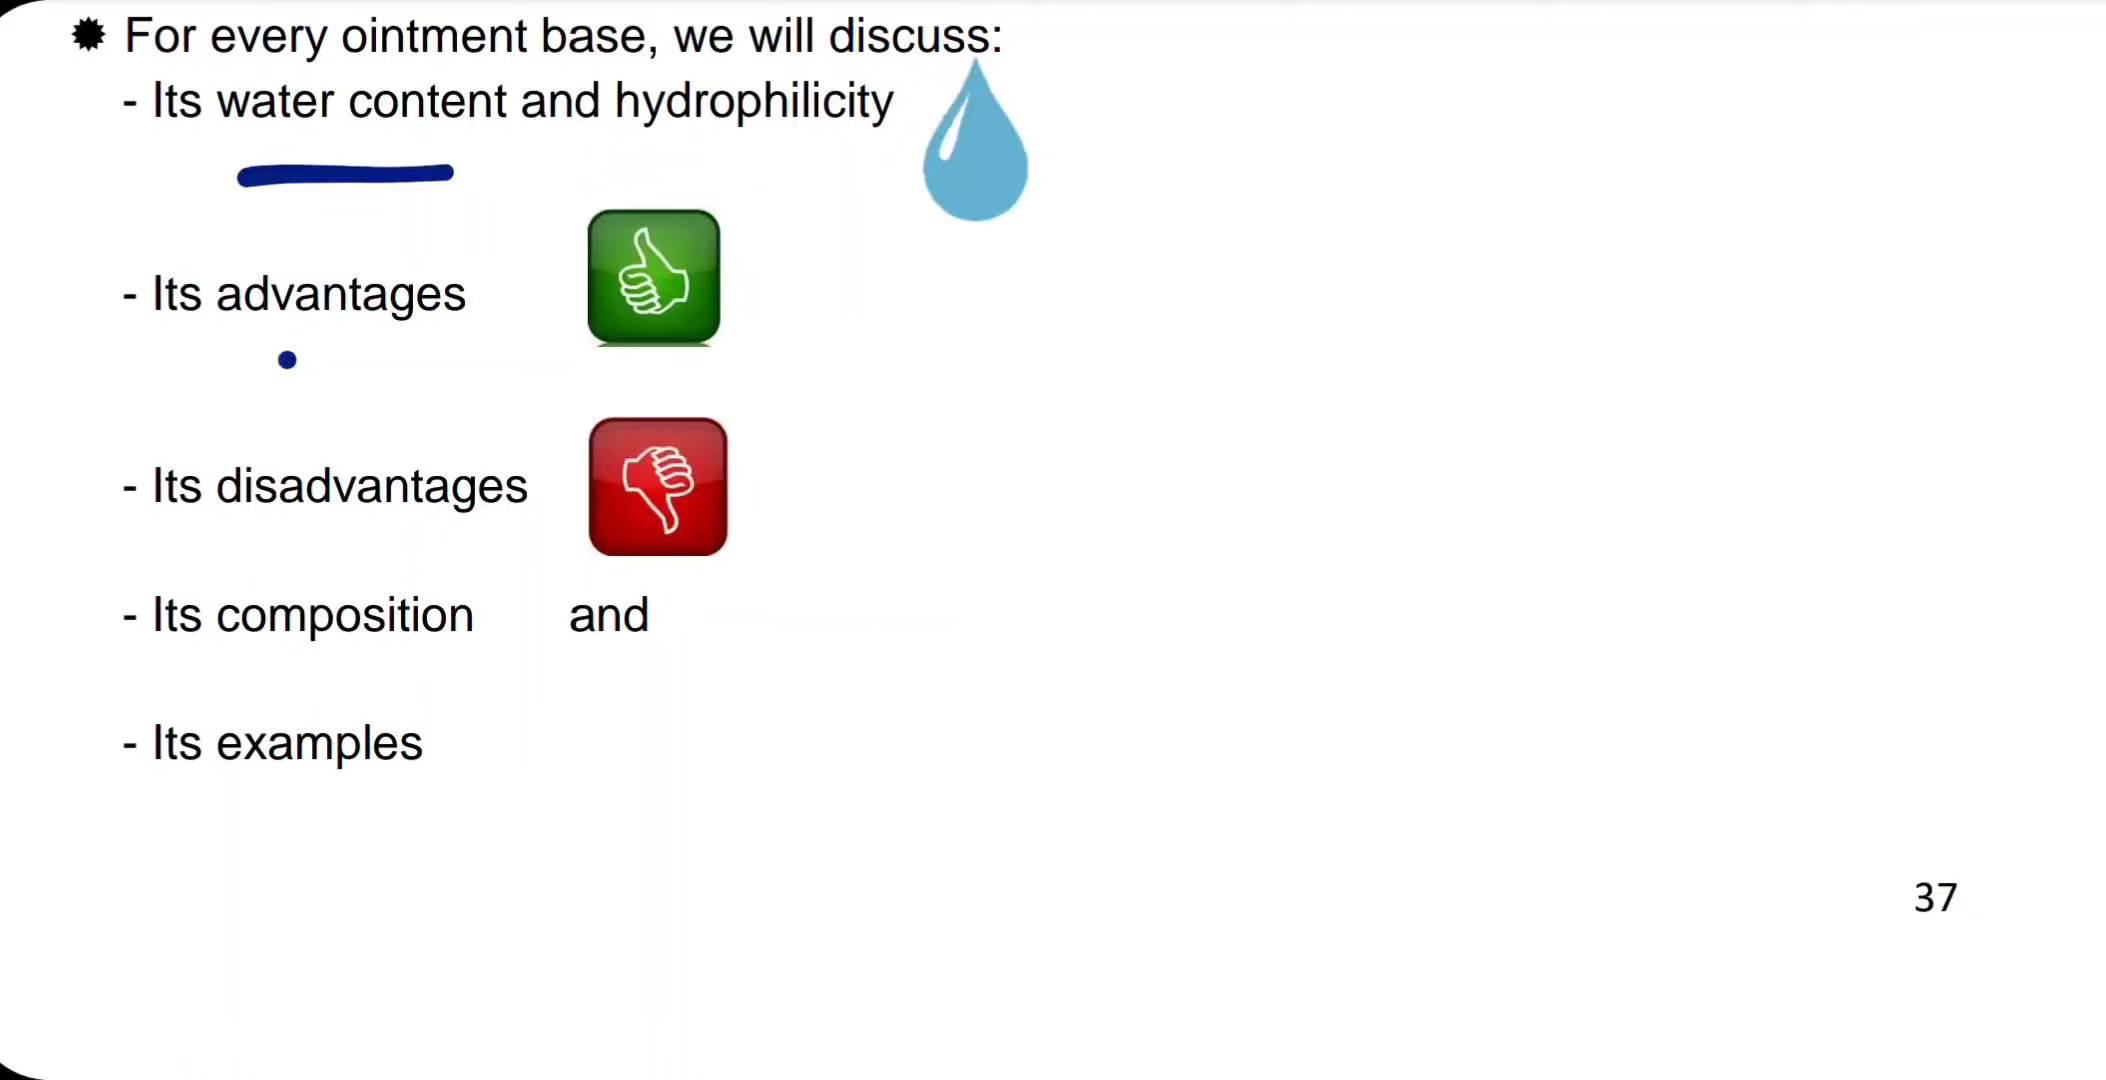 For every ointment base, we will discuss:
- Its water content and hydrophilicity
- Its advantages
- Its disadvantages
- Its composition and
- Its examples
37